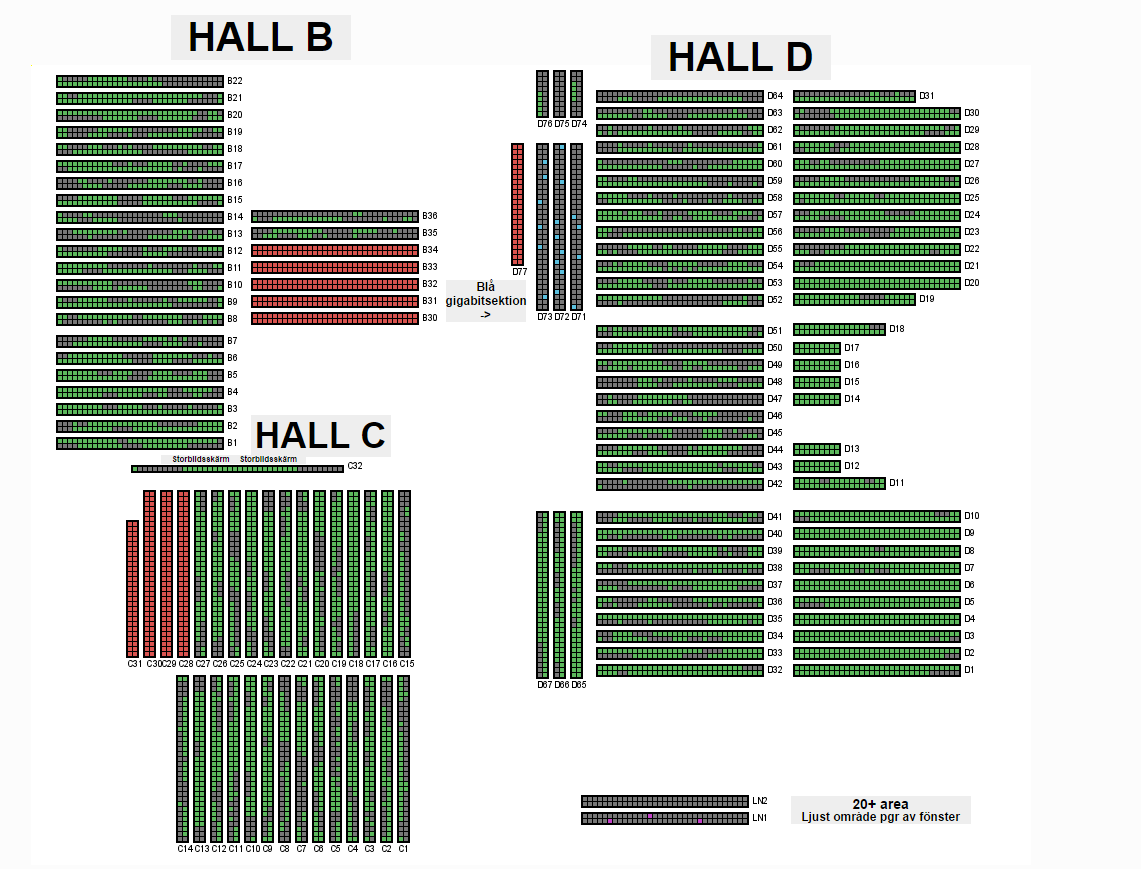 HALL B
HALL D
B22
B21
B20
B19
B18
B17
B16
B15
B14
B13
B12
B11
B10
B9
B8
B7
B6
B5
B4
B3
B2
B1
B36
B35
B34
B33
B32
B31
B30
Blå
gigabitsektion
->
D76 D75 D74
D77
D73 D72 D71
D64
D63
D62
D61
D60
D59
D58
D57
D56
D55
D54
D53
D52
D51
D50
D49
D48
D47
D46
D45
D44
D43
D42
D41
D40
D39
D38
D37
D36
D35
D34
D33
D32
D31
D30
D29
D28
D27
D26
D25
D24
D23
D22
D21
D20
D19
D18
D17
D16
D15
D14
D13
D12
D11
D10
D9
D8
D7
D6
D5
D4
D3
D2
D1
D67 D66 D65
HALL C
Storbildsskärm Storbildsskärm
C32
C31 C30 C29 C28 C27 C26 C25 C24 C23 C22 C21 C20 C19 C18 C17 C16 C15
C14 C13 C12 C11 C10 C9 C8 C7 C6 C5 C4 C3 C2 C1
LN2
LN1
20+ area
Ljust område pgr av fönster